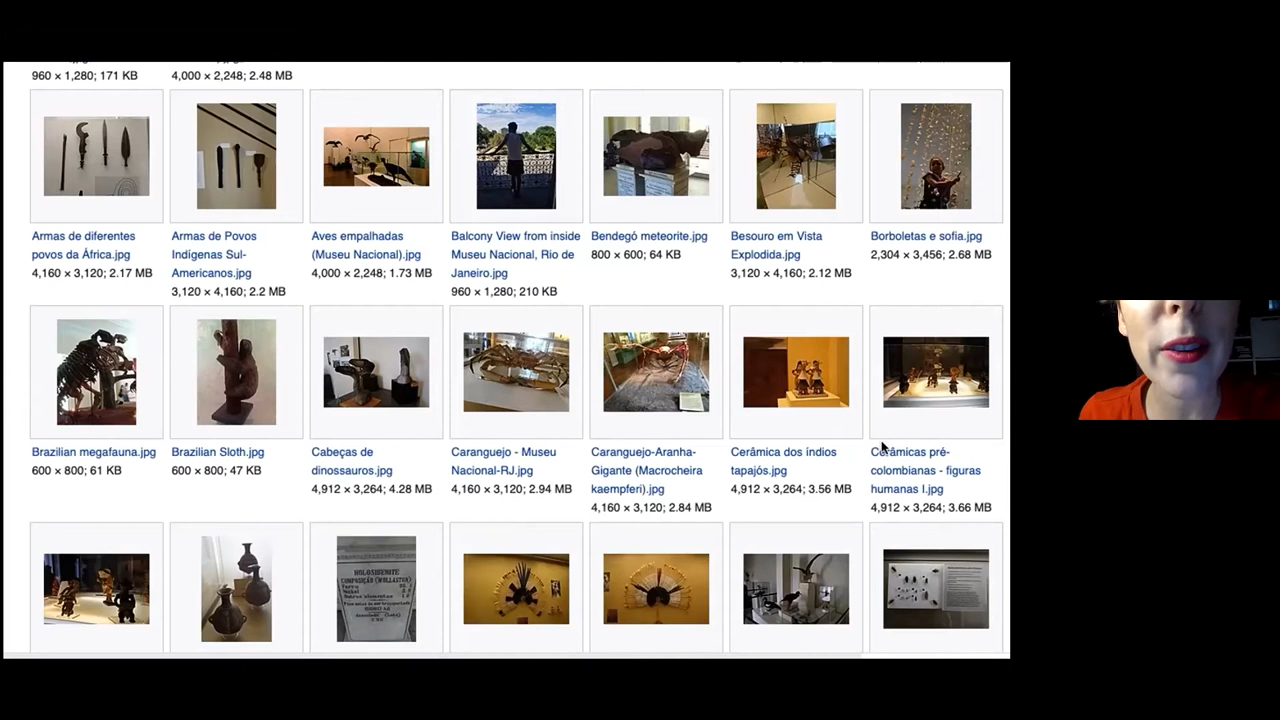 960 × 1,280; 171 KB
4,000 × 2,248; 2.48 MB
Armas de diferentes
povos da África.jpg
4,160 × 3,120; 2.17 MB
Armas de Povos
Indígenas Sul-
Americanos.jpg
3,120 × 4,160; 2.2 MB
Aves empalhadas
(Museu Nacional).jpg
4,000 × 2,248; 1.73 MB
Balcony View from inside
Museu Nacional, Rio de
Janeiro.jpg
960 × 1,280; 210 KB
Bendegó meteorite.jpg
800 × 600; 64 KB
Besouro em Vista
Explodida.jpg
3,120 × 4,160; 2.12 MB
Borboletas e sofia.jpg
2,304 × 3,456; 2.68 MB
Brazilian megafauna.jpg
600 × 800; 61 KB
Brazilian Sloth.jpg
600 × 800; 47 KB
Cabeças de
dinossauros.jpg
4,912 × 3,264; 4.28 MB
Caranguejo - Museu
Nacional-RJ.jpg
4,160 × 3,120; 2.94 MB
Caranguejo-Aranha-
Gigante (Macrocheira
kaempferi).jpg
4,160 × 3,120; 2.84 MB
Cerâmica dos índios
tapajós.jpg
4,912 × 3,264; 3.56 MB
Cerâmicas pré-
colombianas - figuras
humanas I.jpg
4,912 × 3,264; 3.66 MB
HOLOSIDERITE
COMPOSIÇÃO (WOLLASTON)